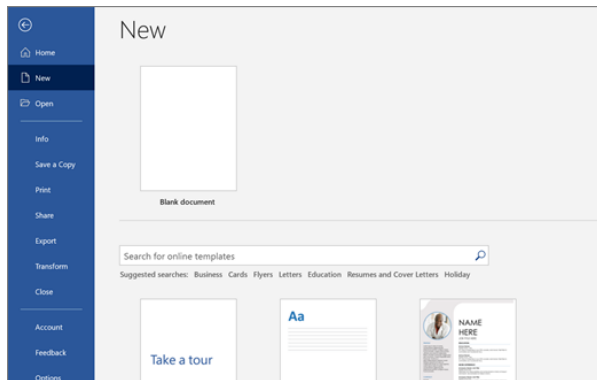 New
Home
New
Open
Info
Save a Copy
Print
Share
Export
Transform
Close
Account
Feedback
Options
Blank document
Search for online templates
Suggested searches: Business Cards Flyers Letters Education Resumes and Cover Letters Holiday
Take a tour
Aa
NAME
HERE